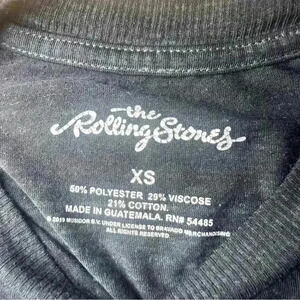 the
Rolling Stones
XS
50% POLYESTER 29% VISCOSE
21% COTTON.
MADE IN GUATEMALA. RN# 54485
© 2019 MUSIDOR B.V. UNDER LICENSE TO BRAVADO MERCHANDISING
ALL RIGHTS RESERVED.